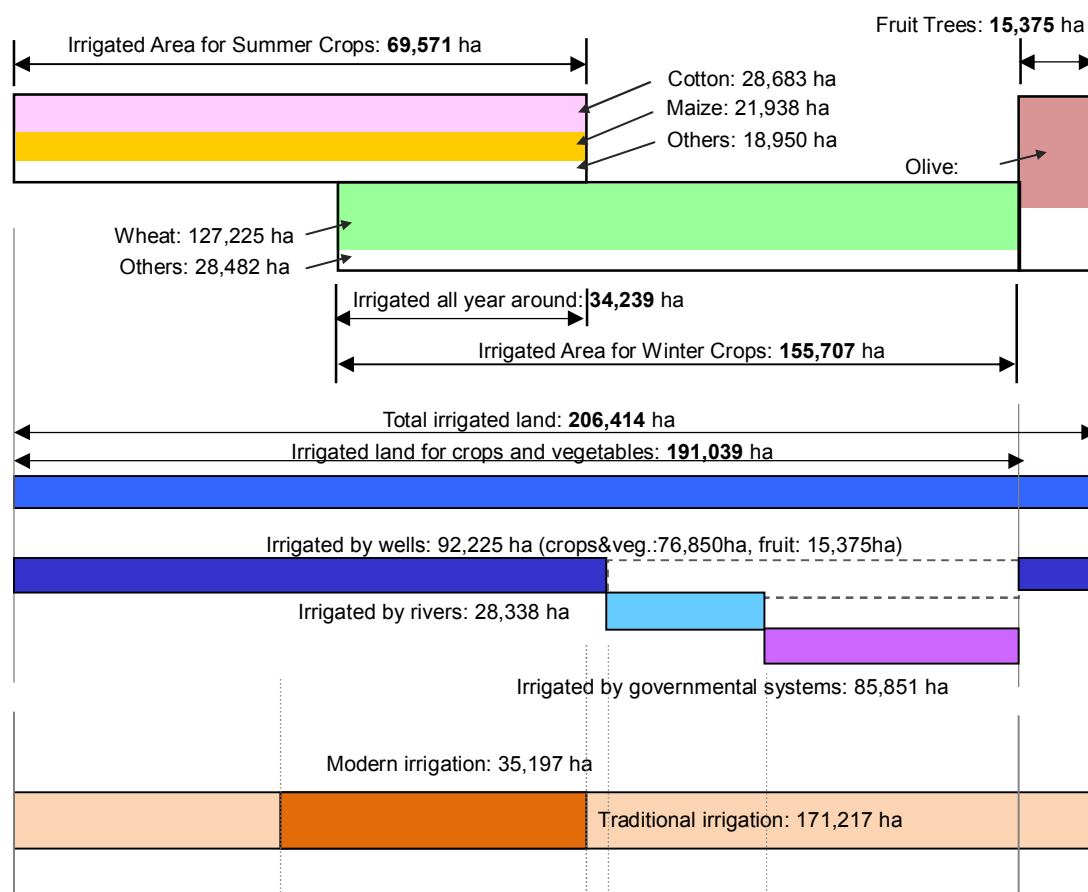 Fruit Trees: 15,375 ha
Irrigated Area for Summer Crops: 69,571 ha
Cotton: 28,683 ha
Maize: 21,938 ha
Others: 18,950 ha
Olive:
Wheat: 127,225 ha
Others: 28,482 ha
Irrigated all year around: 34,239 ha
Irrigated Area for Winter Crops: 155,707 ha
Total irrigated land: 206,414 ha
Irrigated land for crops and vegetables: 191,039 ha
Irrigated by wells: 92,225 ha (crops&veg.:76,850ha, fruit: 15,375ha)
Irrigated by rivers: 28,338 ha
Irrigated by governmental systems: 85,851 ha
Modern irrigation: 35,197 ha
Traditional irrigation: 171,217 ha